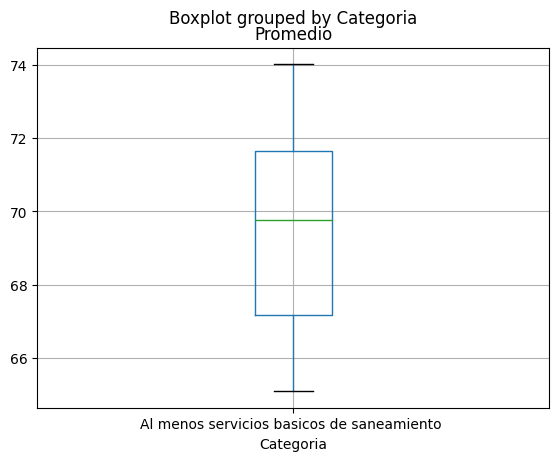 Boxplot grouped by Categoria
Promedio
74
72
70
68
66
Al menos servicios basicos de saneamiento
Categoria